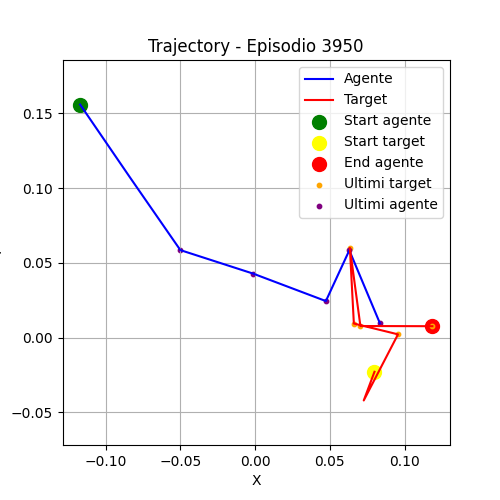 Trajectory - Episodio 3950
Agente
Target
Start agente
Start target
End agente
Ultimi target
Ultimi agente
0.15
0.10
0.05
0.00
−0.05
−0.10
−0.05
0.00
0.05
0.10
X